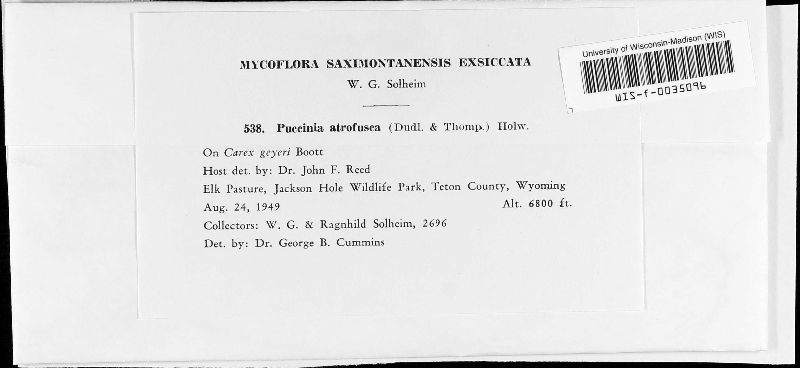 MYCOFLORA SAXIMONTANENSIS EXSICCATA
W. G. Solheim
538. Puccinia atrofusca (Dudl. & Thomp.) Holw.
On Carex geyeri Boott
Host det. by: Dr. John F. Reed
Elk Pasture, Jackson Hole Wildlife Park, Teton County, Wyoming
Aug. 24, 1949 Alt. 6800 ft.
Collectors: W. G. & Ragnhild Solheim, 2696
Det. by: Dr. George B. Cummins
University of Wisconsin-Madison (WIS)
WIS-f-0035096